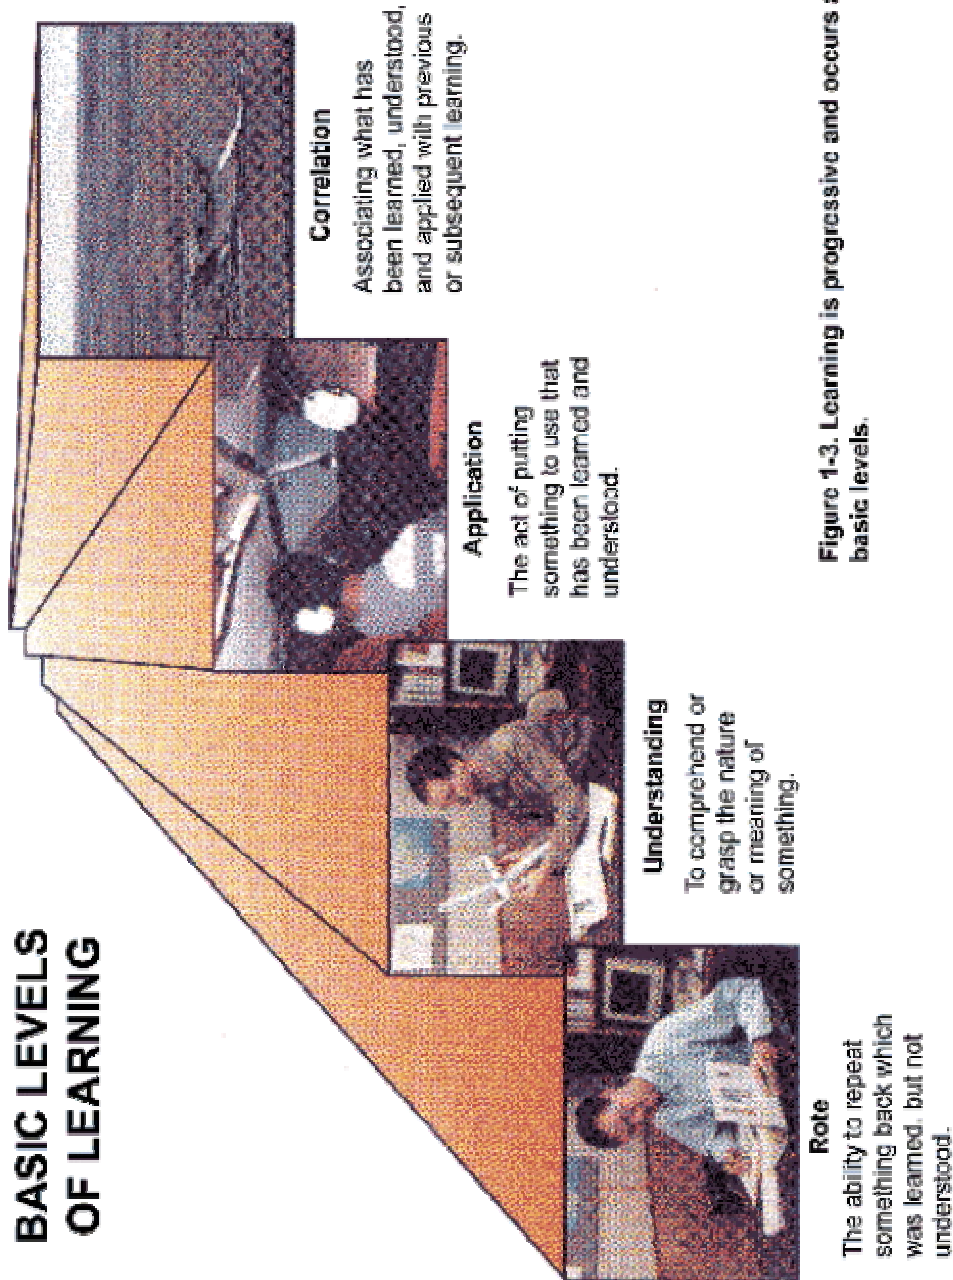 BASIC LEVELS
OF LEARNING
Rote
The ability to repeat
something back which
was learned, but not
understood.
Understanding
To comprehend or
grasp the nature
or meaning of
something.
Application
The act of putting
something to use that
has been learned and
understood.
Correlation
Associating what has
been learned, understood,
and applied with previous
or subsequent learning.
Figure 1-3. Learning is progressive and occurs
basic levels.